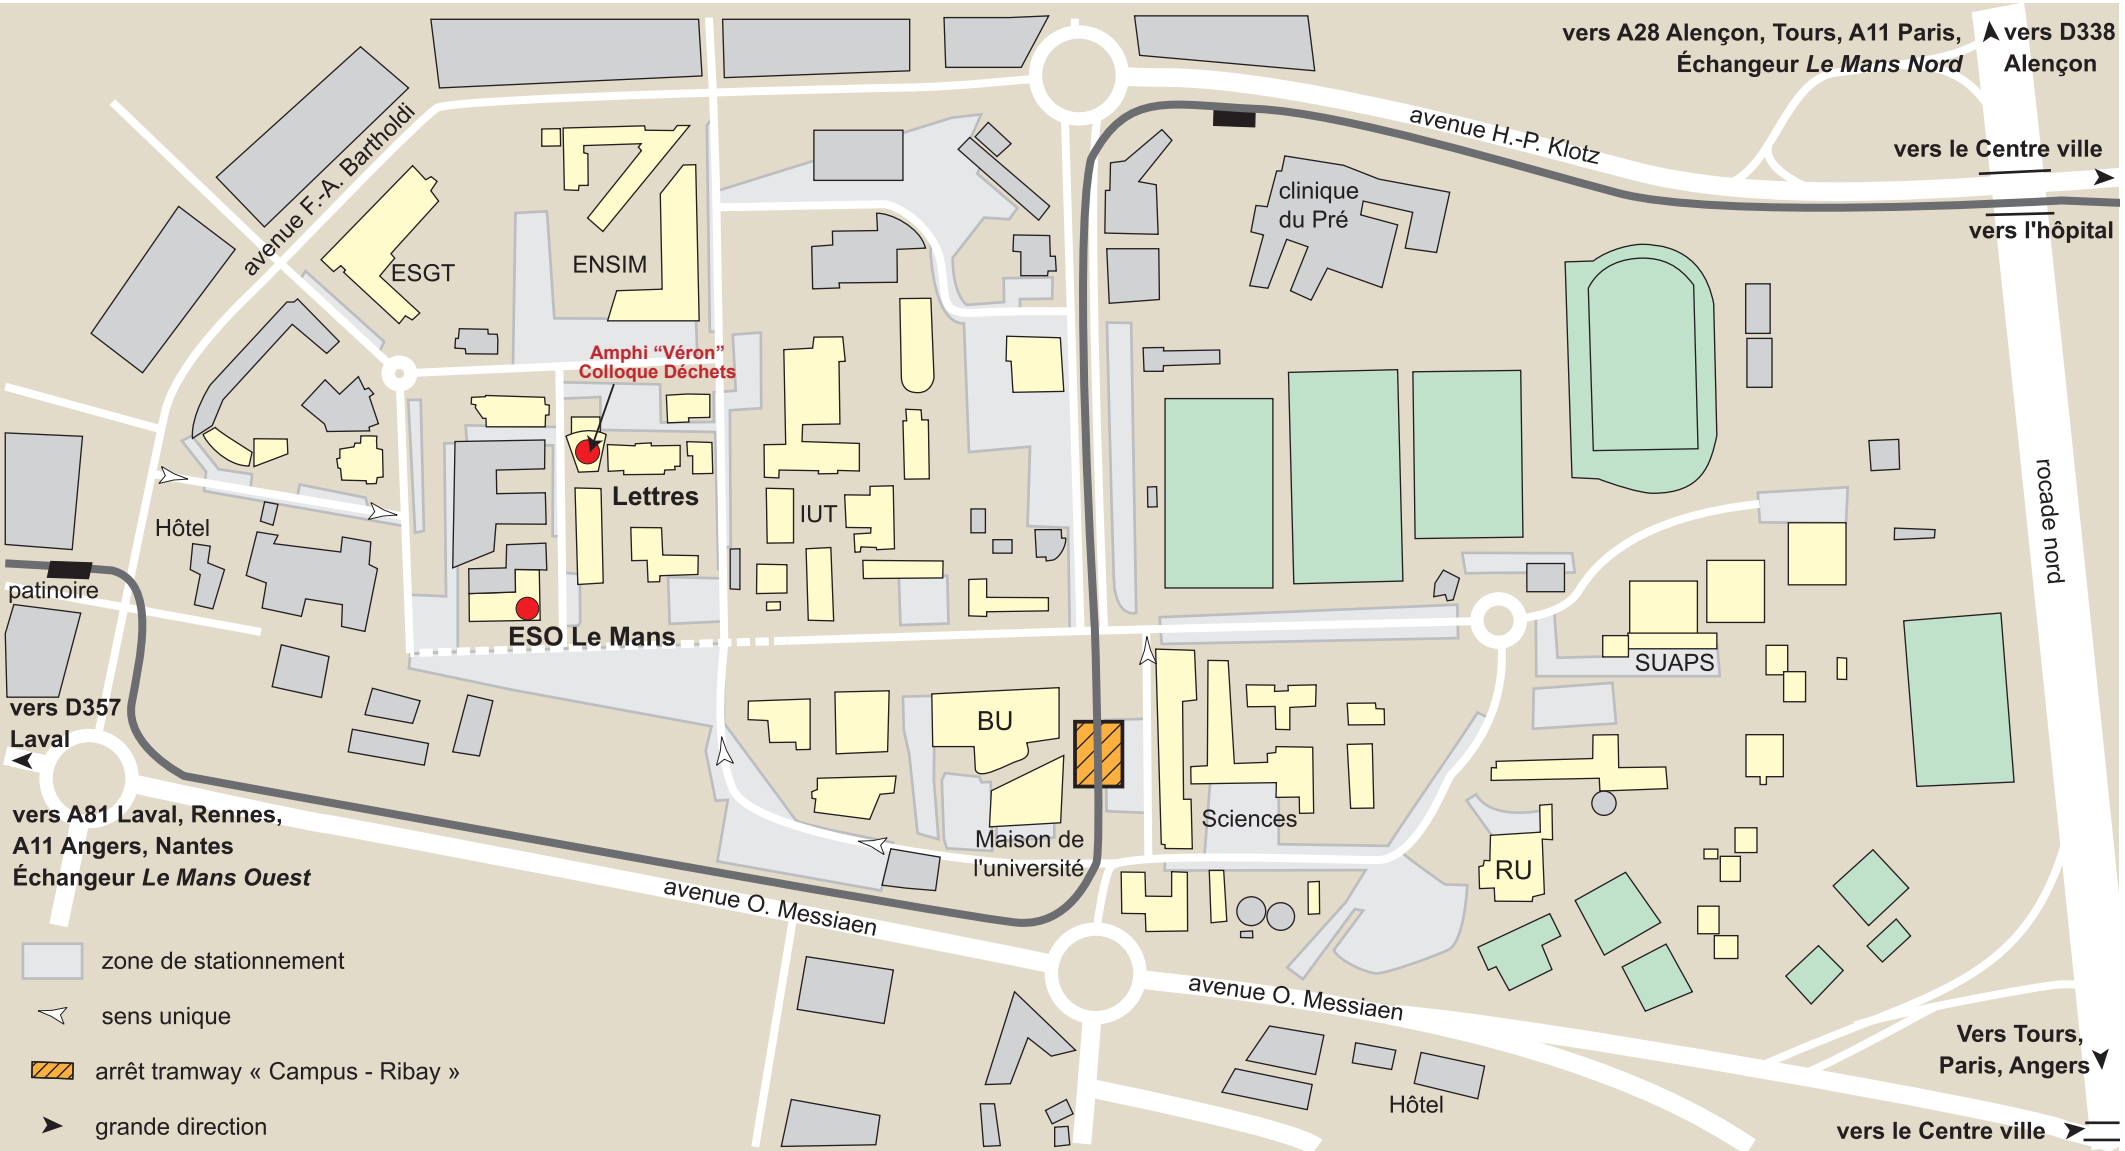 vers A28 Alençon, Tours, A11 Paris,
Échangeur Le Mans Nord
vers D338
Alençon
avenue H.-P. Klotz
vers le Centre ville
vers l'hôpital
avenue F.-A. Bartholdi
clinique
du Pré
ESGT
ENSIM
Amphi “Véron”
Colloque Déchets
Lettres
IUT
Hôtel
patinoire
rocade nord
ESO Le Mans
SUAPS
vers D357
Laval
BU
Sciences
Maison de
l'université
RU
vers A81 Laval, Rennes,
A11 Angers, Nantes
Échangeur Le Mans Ouest
avenue O. Messiaen
avenue O. Messiaen
zone de stationnement
sens unique
arrêt tramway « Campus - Ribay »
grande direction
Hôtel
Vers Tours,
Paris, Angers
vers le Centre ville